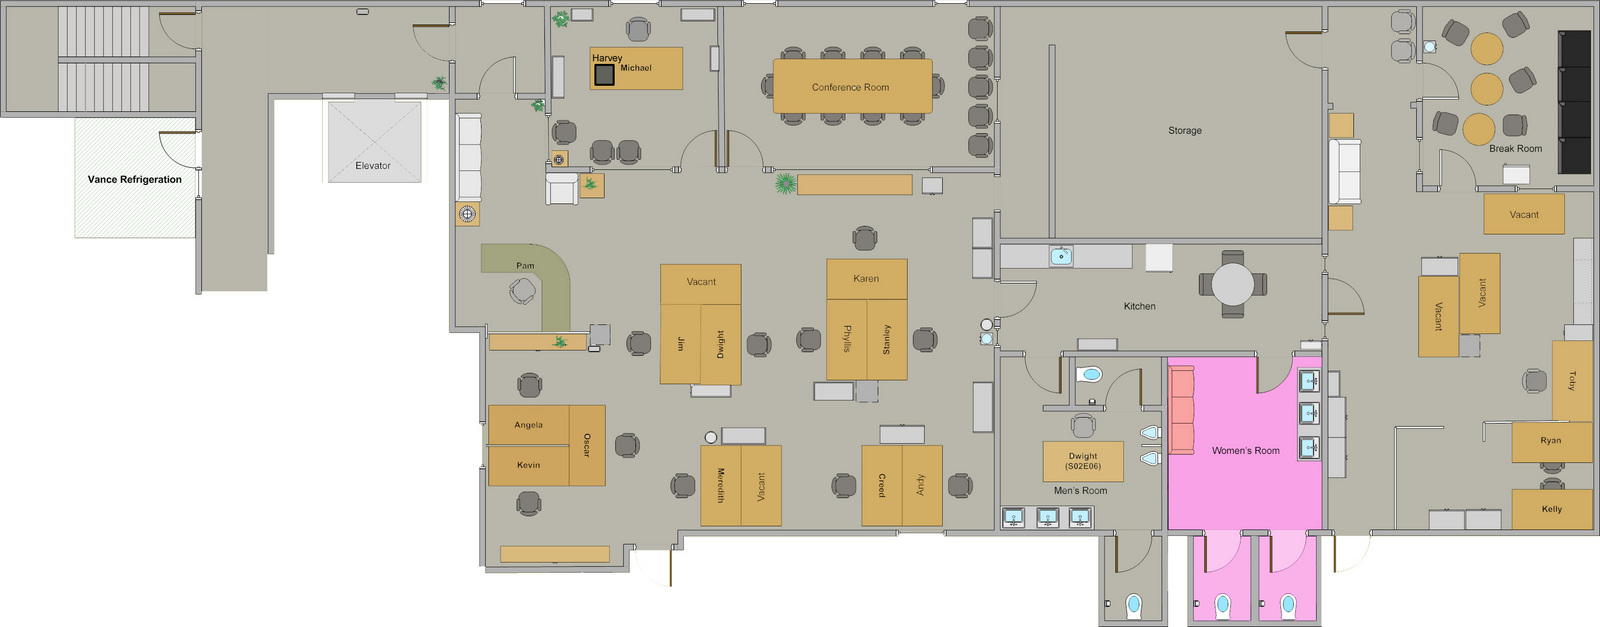 Harvey
Michael
Conference Room
Storage
Break Room
Elevator
Vance Refrigeration
Vacant
Pam
Vacant
Karen
Kitchen
Vacant
Vacant
Jim
Dwight
Phyllis
Stanley
Toby
Angela
Oscar
Kevin
Women's Room
Ryan
Dwight
(S02E06)
Men's Room
Meredith
Vacant
Creed
Andy
Kelly